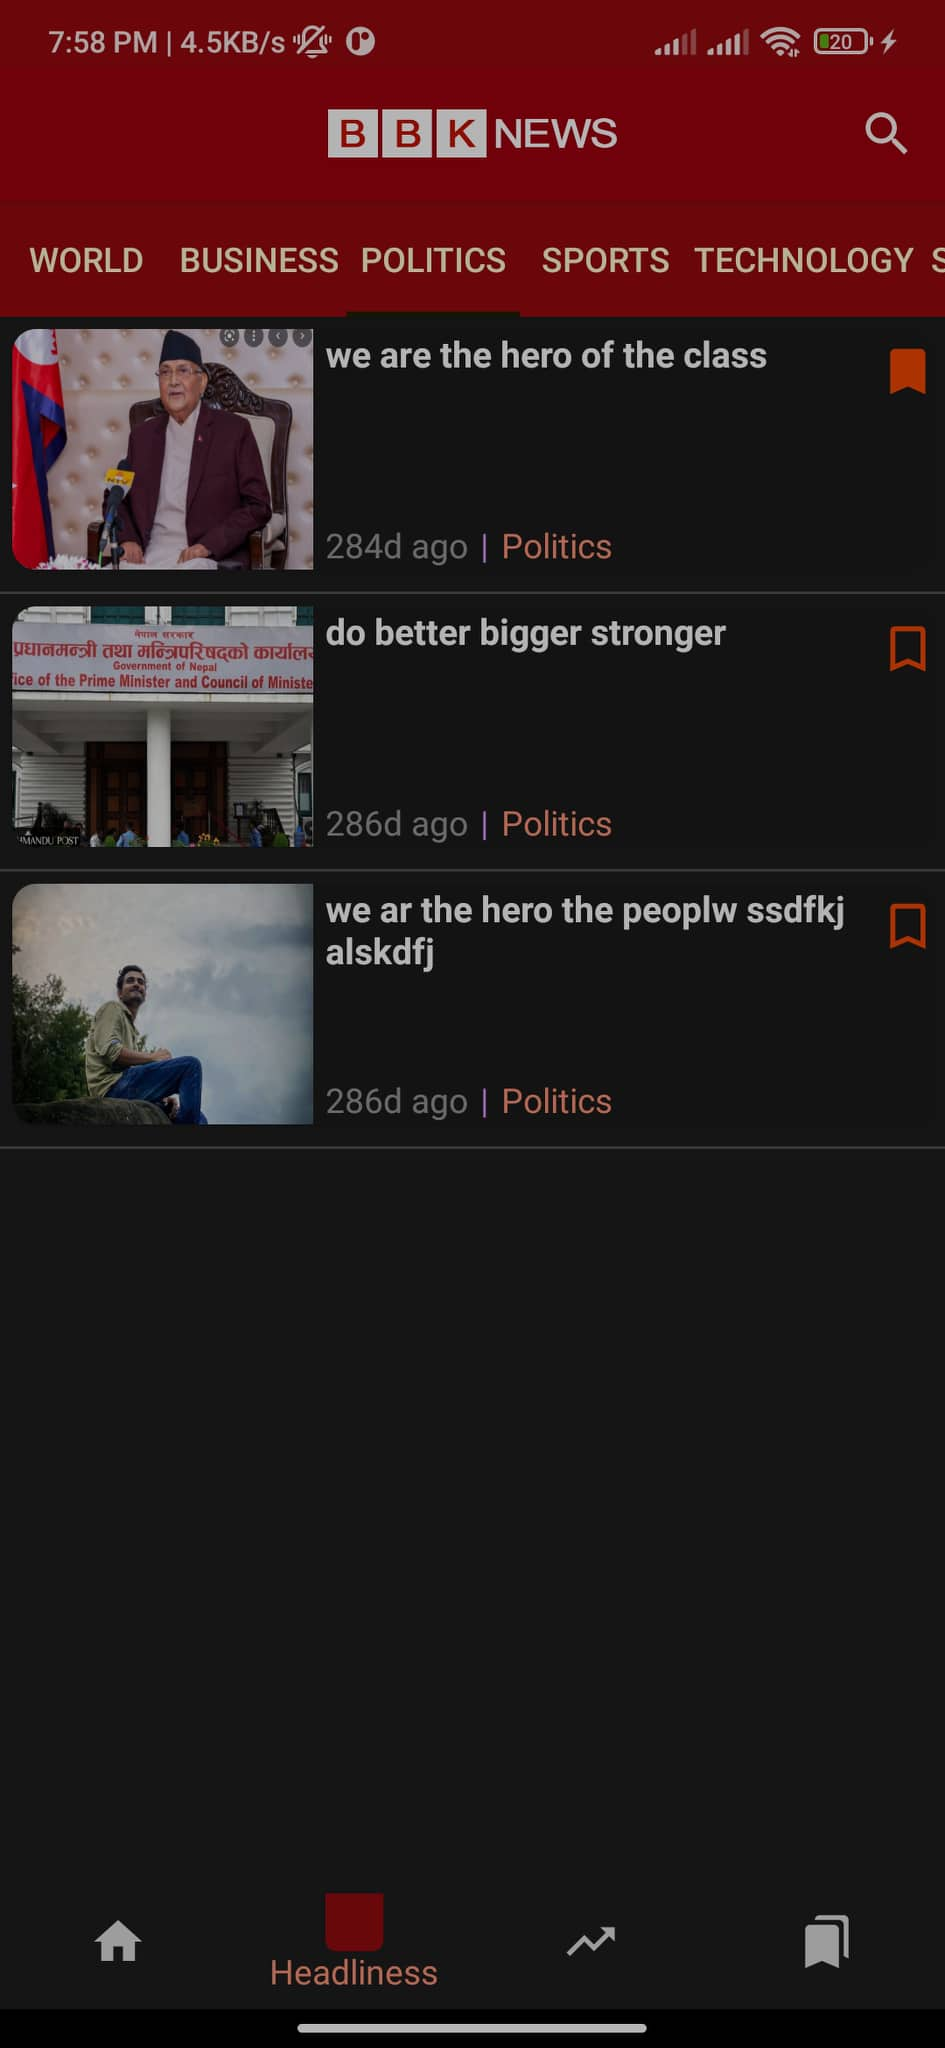 7:58 PM | 4.5KB/s
20
B B K NEWS
WORLD BUSINESS POLITICS SPORTS TECHNOLOGY S
we are the hero of the class
NTV
284d ago | Politics
नेपाल सरकार
प्रधानमन्त्री तथा मन्त्रिपरिषद्को कार्यालय
Government of Nepal
ice of the Prime Minister and Council of Ministe
HMANDU POST
do better bigger stronger
286d ago | Politics
we ar the hero the peoplw ssdfkj
alskdfj
286d ago | Politics
Headliness